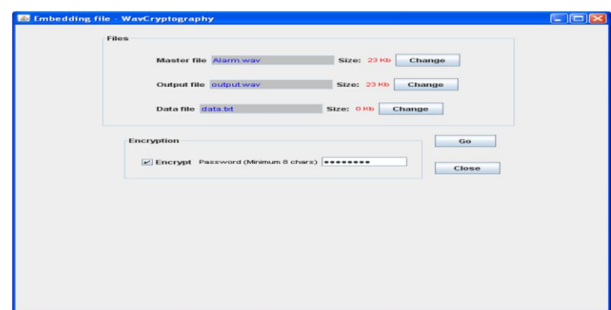 Embedding file - WavCryptography
Files
Master file Alarm.wav Size: 23 Kb Change
Output file output.wav Size: 23 Kb Change
Data file data.txt Size: 0 Kb Change
Encryption
Go
Encrypt Password (Minimum 8 chars) ••••••••
Close